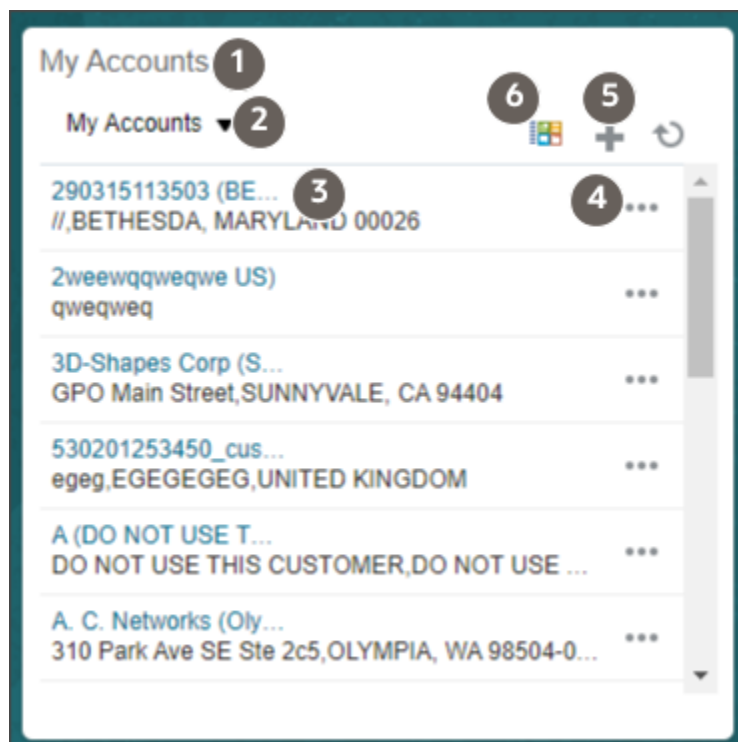 My Accounts 1
My Accounts 2
6 5
290315113503 (BE... 3
4
//,BETHESDA, MARYLAND 00026
2weewqqweqwe US)
qweqweq
3D-Shapes Corp (S...
GPO Main Street,SUNNYVALE, CA 94404
530201253450_cus...
egeg,EGEGEGEG,UNITED KINGDOM
A (DO NOT USE T...
DO NOT USE THIS CUSTOMER,DO NOT USE ...
A. C. Networks (Oly...
310 Park Ave SE Ste 2c5,OLYMPIA, WA 98504-0...